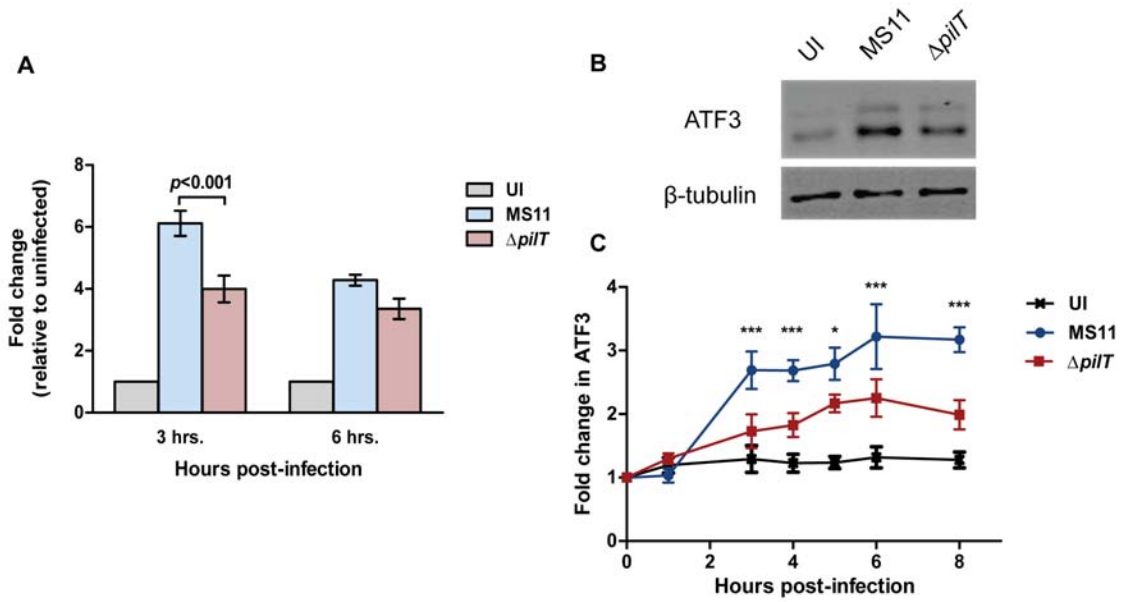 A
Fold change
(relative to uninfected)
8
6
4
2
0
p<0.001
3 hrs.
6 hrs.
Hours post-infection
UI
MS11
ΔpilT
B
UI
MS11
ΔpilT
ATF3
β-tubulin
C
Fold change in ATF3
4
3
2
1
0
***
***
*
***
***
0
2
4
6
8
Hours post-infection
UI
MS11
ΔpilT